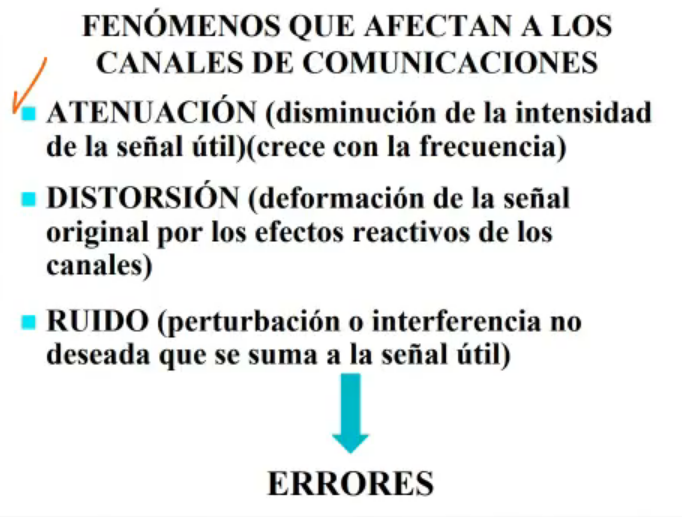 FENÓMENOS QUE AFECTAN A LOS
CANALES DE COMUNICACIONES
ATENUACIÓN (disminución de la intensidad
de la señal útil)(crece con la frecuencia)
DISTORSIÓN (deformación de la señal
original por los efectos reactivos de los
canales)
RUIDO (perturbación o interferencia no
deseada que se suma a la señal útil)
ERRORES